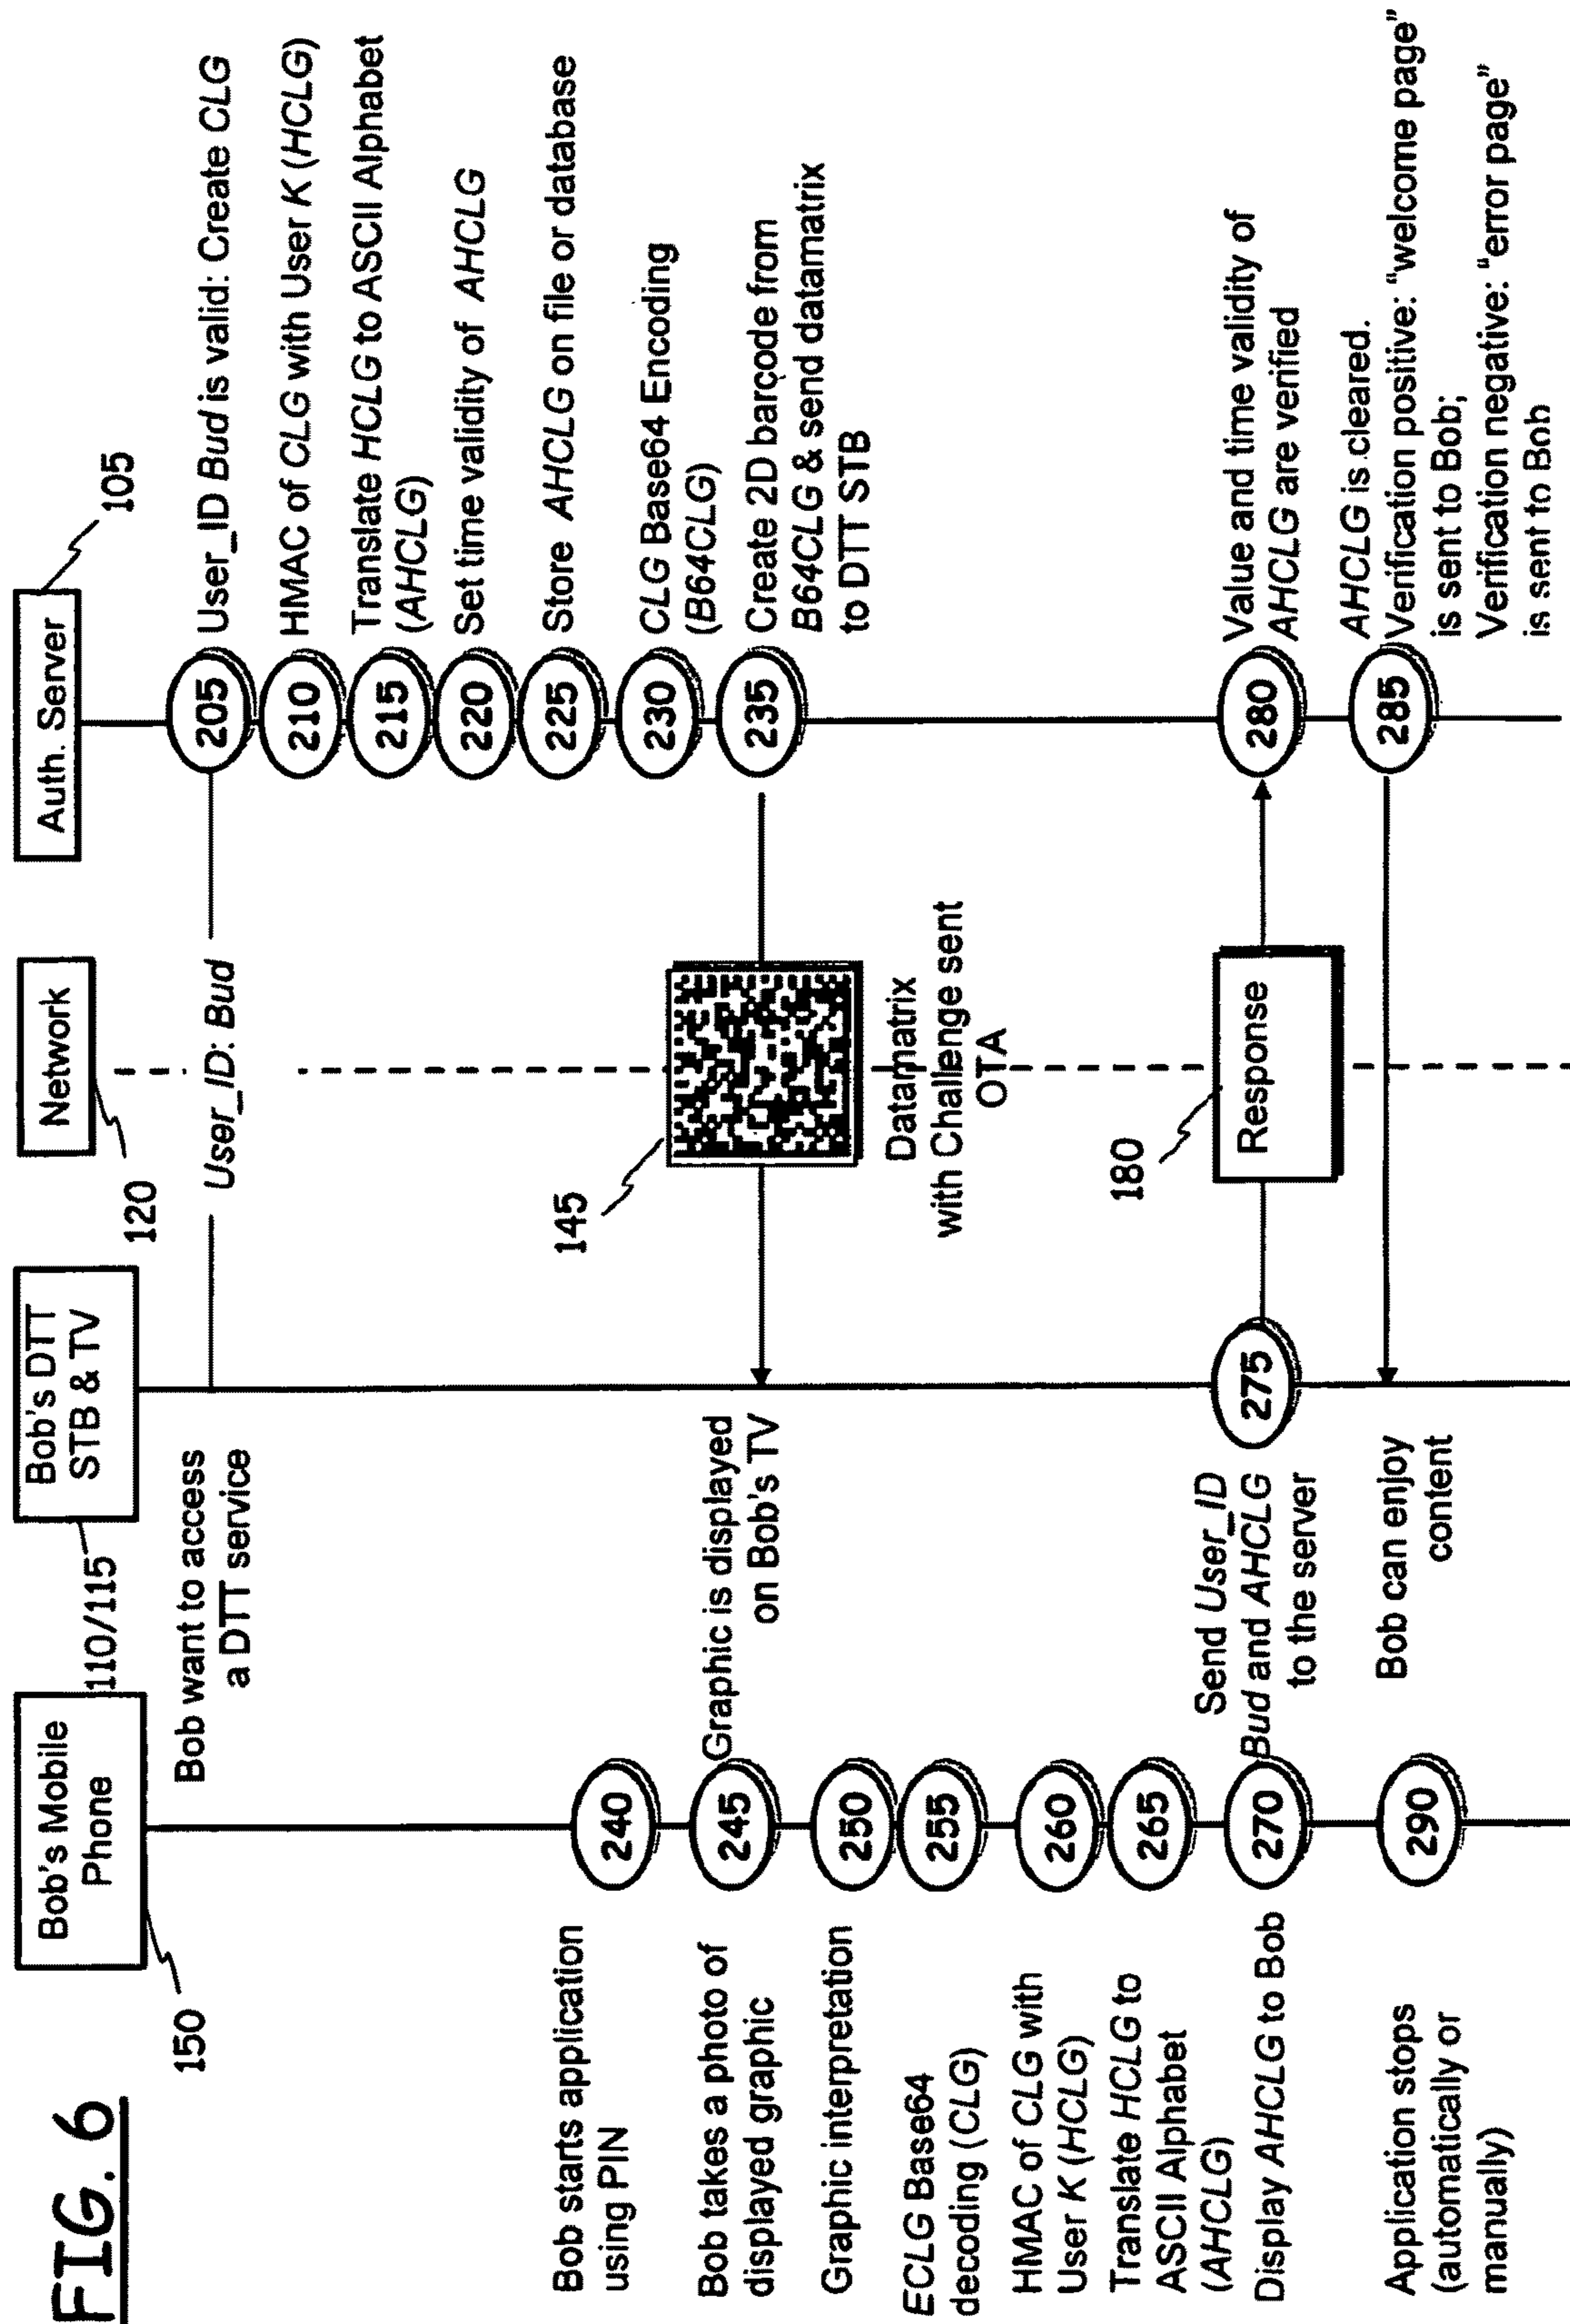 FIG. 6
Bob's Mobile
Phone
150
Bob's DTT
STB & TV
110/115
Network
120
Auth. Server
105
Bob want to access
a DTT service
User_ID: Bud
205
User_ID Bud is valid: Create CLG
210
HMAC of CLG with User K (HCLG)
215
Translate HCLG to ASCII Alphabet
(AHCLG)
220
Set time validity of AHCLG
225
Store AHCLG on file or database
230
CLG Base64 Encoding
(B64CLG)
235
Create 2D barcode from
B64CLG & send datamatrix
to DTT STB
145
Datamatrix
with Challenge sent
OTA
Bob starts application
using PIN
240
Bob takes a photo of
displayed graphic
245
Graphic is displayed
on Bob's TV
Graphic interpretation
250
ECLG Base64
decoding (CLG)
255
HMAC of CLG with
User K (HCLG)
260
Translate HCLG to
ASCII Alphabet
(AHCLG)
265
Display AHCLG to Bob
270
Send User_ID
Bud and AHCLG
to the server
275
180
Response
280
Value and time validity of
AHCLG are verified
285
AHCLG is cleared.
Verification positive: "welcome page"
is sent to Bob;
Verification negative: "error page"
is sent to Bob
Bob can enjoy
content
Application stops
(automatically or
manually)
290